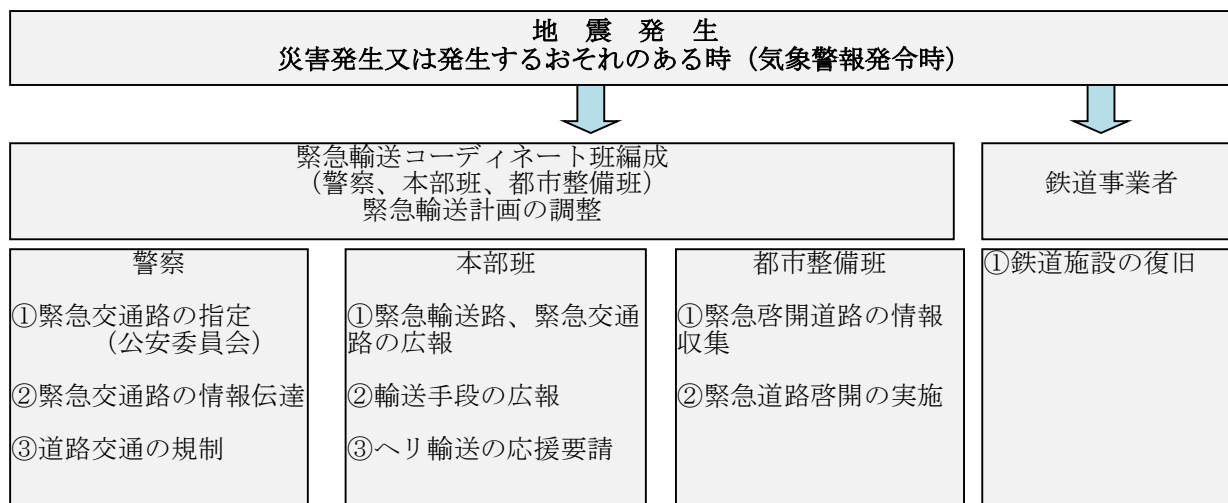 地　震　発　生
災害発生又は発生するおそれのある時（気象警報発令時）
緊急輸送コーディネート班編成
（警察、本部班、都市整備班）
緊急輸送計画の調整
鉄道事業者
警察
①緊急交通路の指定
（公安委員会）
②緊急交通路の情報伝達
③道路交通の規制
本部班
①緊急輸送路、緊急交通
路の広報
②輸送手段の広報
③ヘリ輸送の応援要請
都市整備班
①緊急啓開道路の情報
収集
②緊急道路啓開の実施
①鉄道施設の復旧